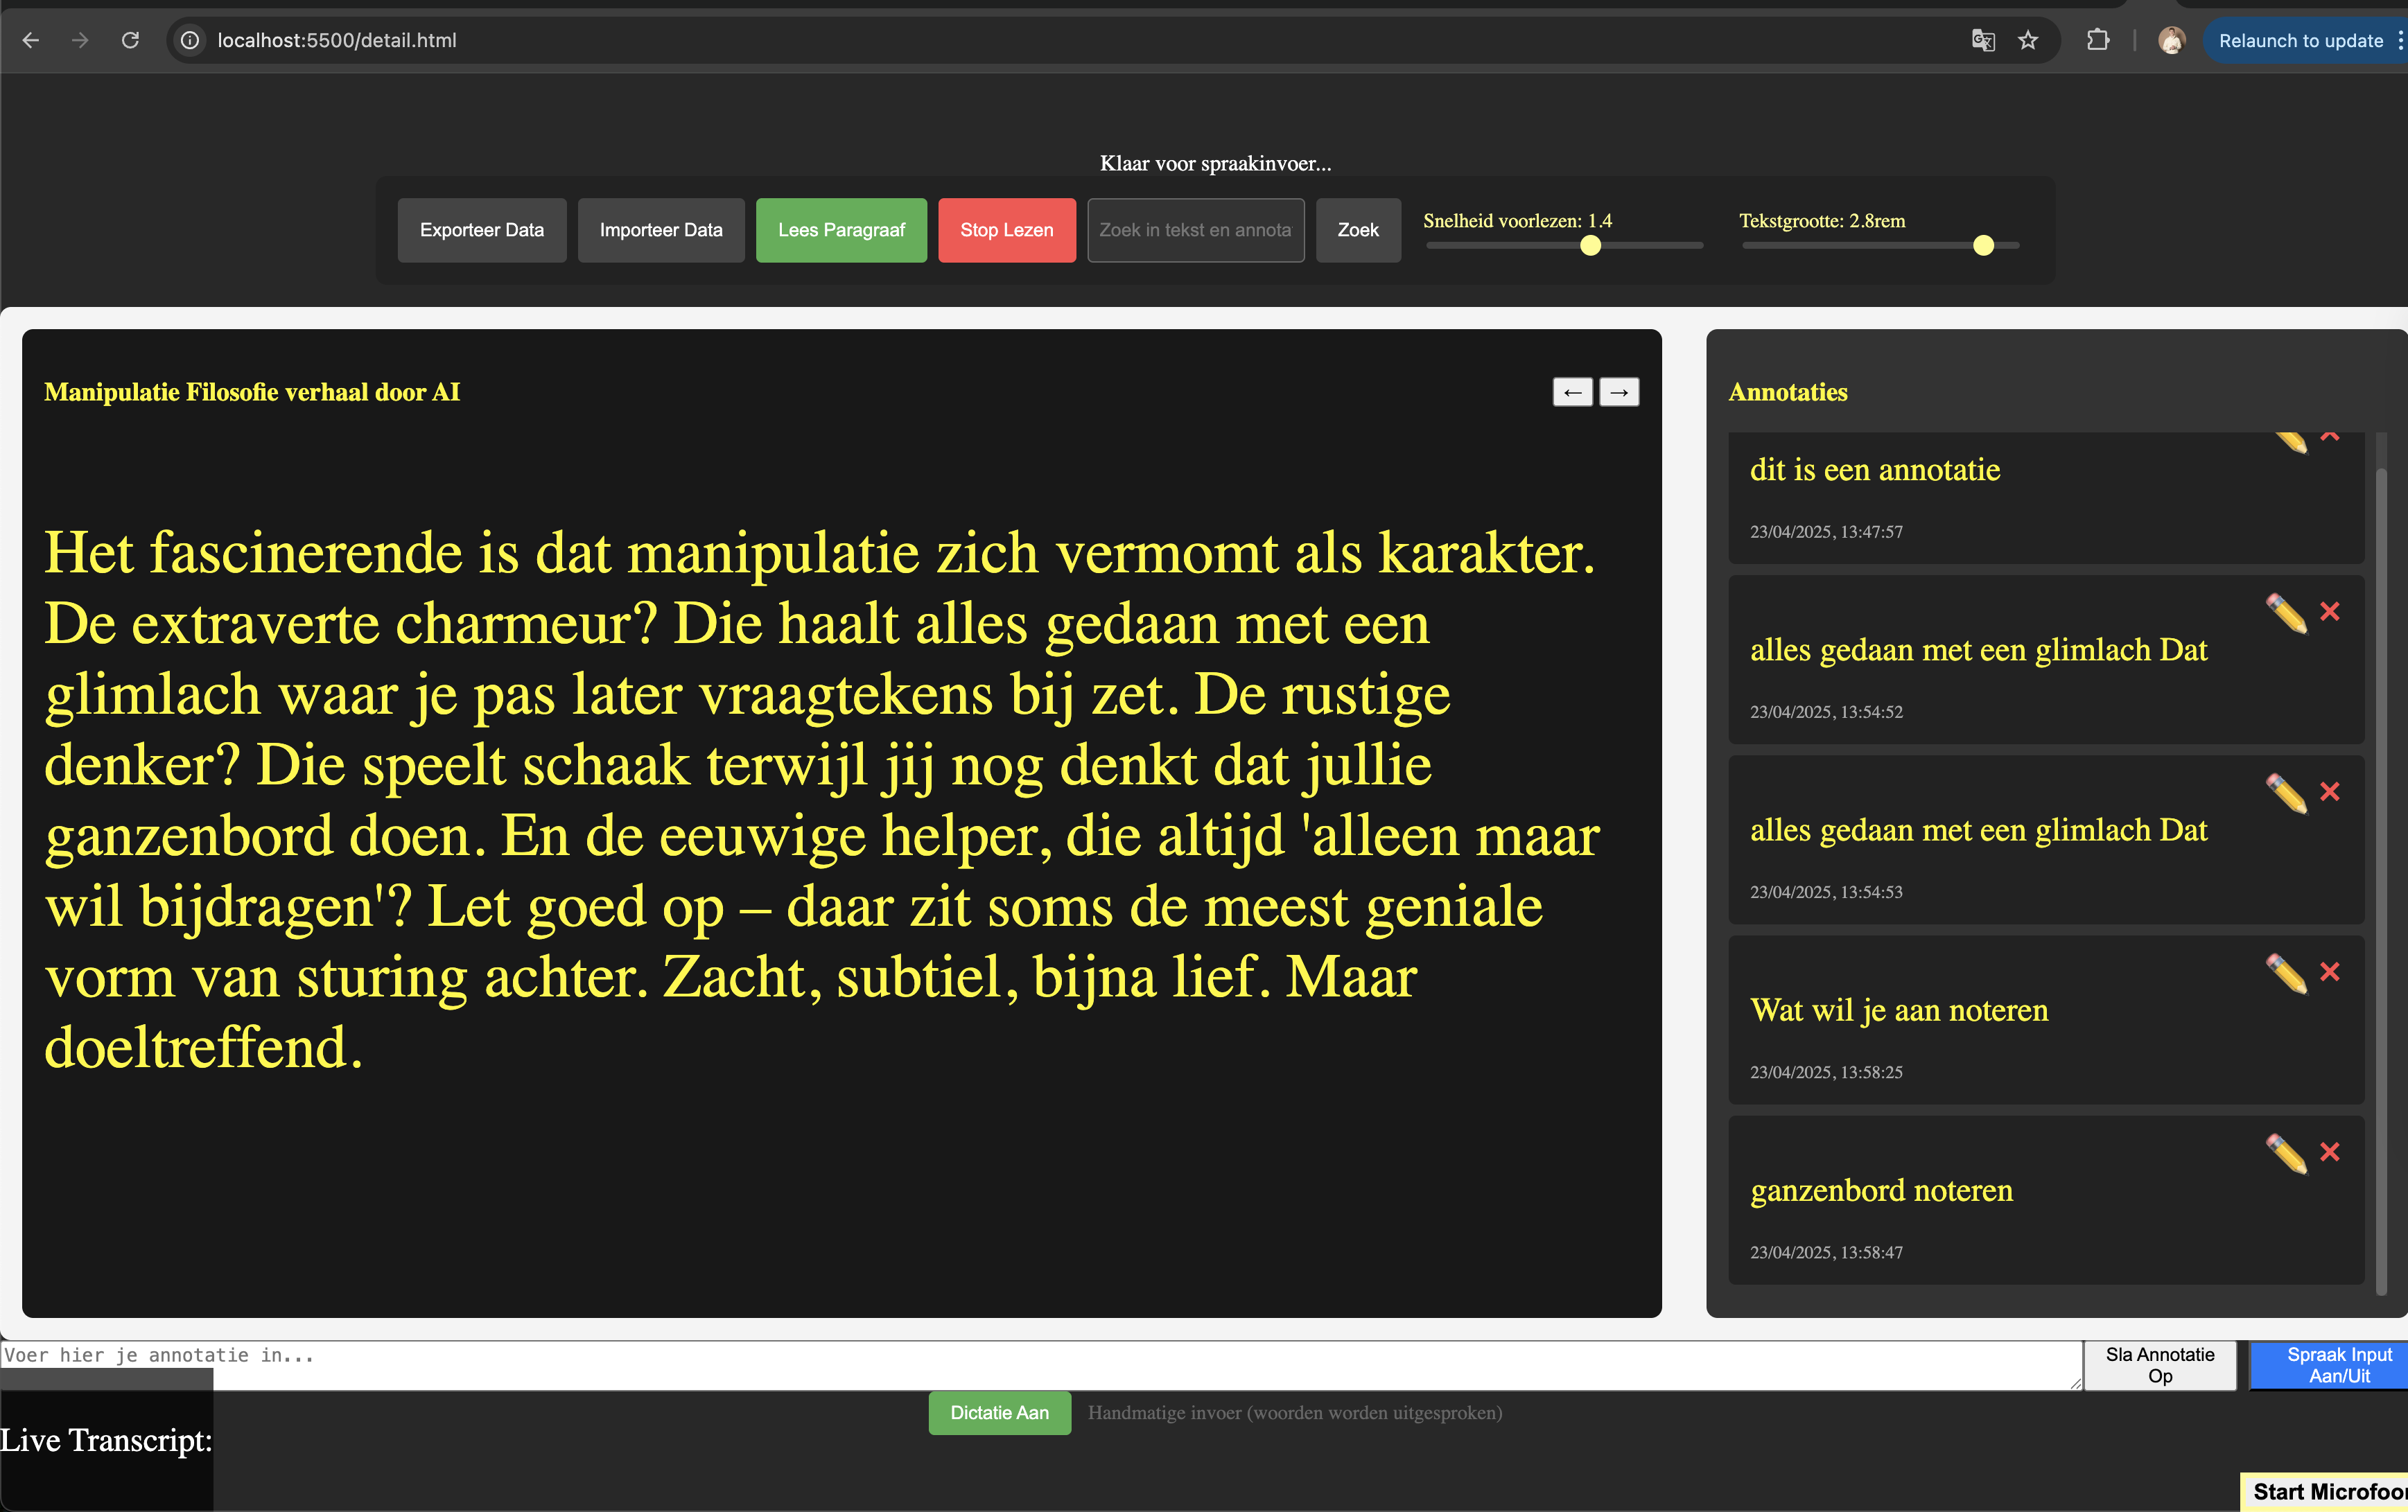 localhost:5500/detail.html
Relaunch to update
Klaar voor spraakinvoer...
Exporteer Data
Importeer Data
Lees Paragraaf
Stop Lezen
Zoek in tekst en annota
Zoek
Snelheid voorlezen: 1.4
Tekstgrootte: 2.8rem
Manipulatie Filosofie verhaal door AI
← →
Het fascinerende is dat manipulatie zich vermomt als karakter.
De extraverte charmeur? Die haalt alles gedaan met een
glimlach waar je pas later vraagtekens bij zet. De rustige
denker? Die speelt schaak terwijl jij nog denkt dat jullie
ganzenbord doen. En de eeuwige helper, die altijd 'alleen maar
wil bijdragen'? Let goed op – daar zit soms de meest geniale
vorm van sturing achter. Zacht, subtiel, bijna lief. Maar
doeltreffend.
Annotaties
dit is een annotatie
23/04/2025, 13:47:57
alles gedaan met een glimlach Dat
23/04/2025, 13:54:52
alles gedaan met een glimlach Dat
23/04/2025, 13:54:53
Wat wil je aan noteren
23/04/2025, 13:58:25
ganzenbord noteren
23/04/2025, 13:58:47
Voer hier je annotatie in...
Sla Annotatie
Op
Spraak Input
Aan/Uit
Dictatie Aan
Handmatige invoer (woorden worden uitgesproken)
Live Transcript:
Start Microfoo